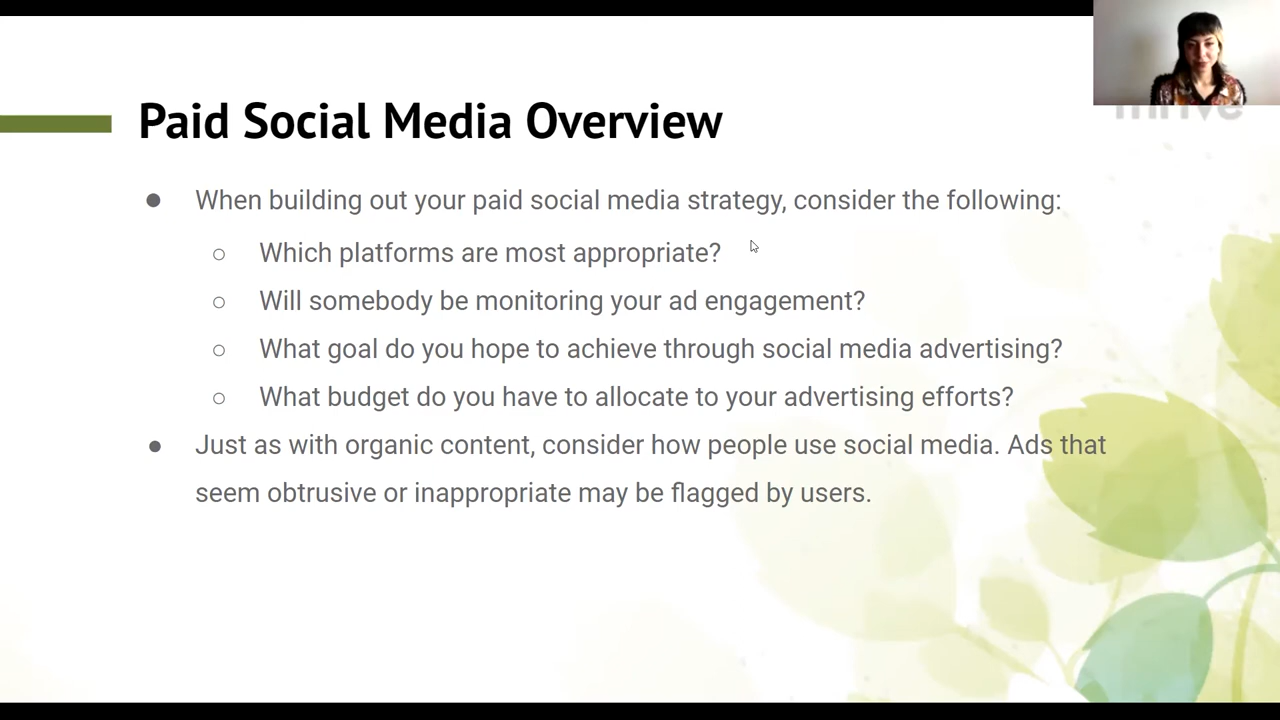 Paid Social Media Overview
● When building out your paid social media strategy, consider the following:
○ Which platforms are most appropriate?
○ Will somebody be monitoring your ad engagement?
○ What goal do you hope to achieve through social media advertising?
○ What budget do you have to allocate to your advertising efforts?
● Just as with organic content, consider how people use social media. Ads that
seem obtrusive or inappropriate may be flagged by users.